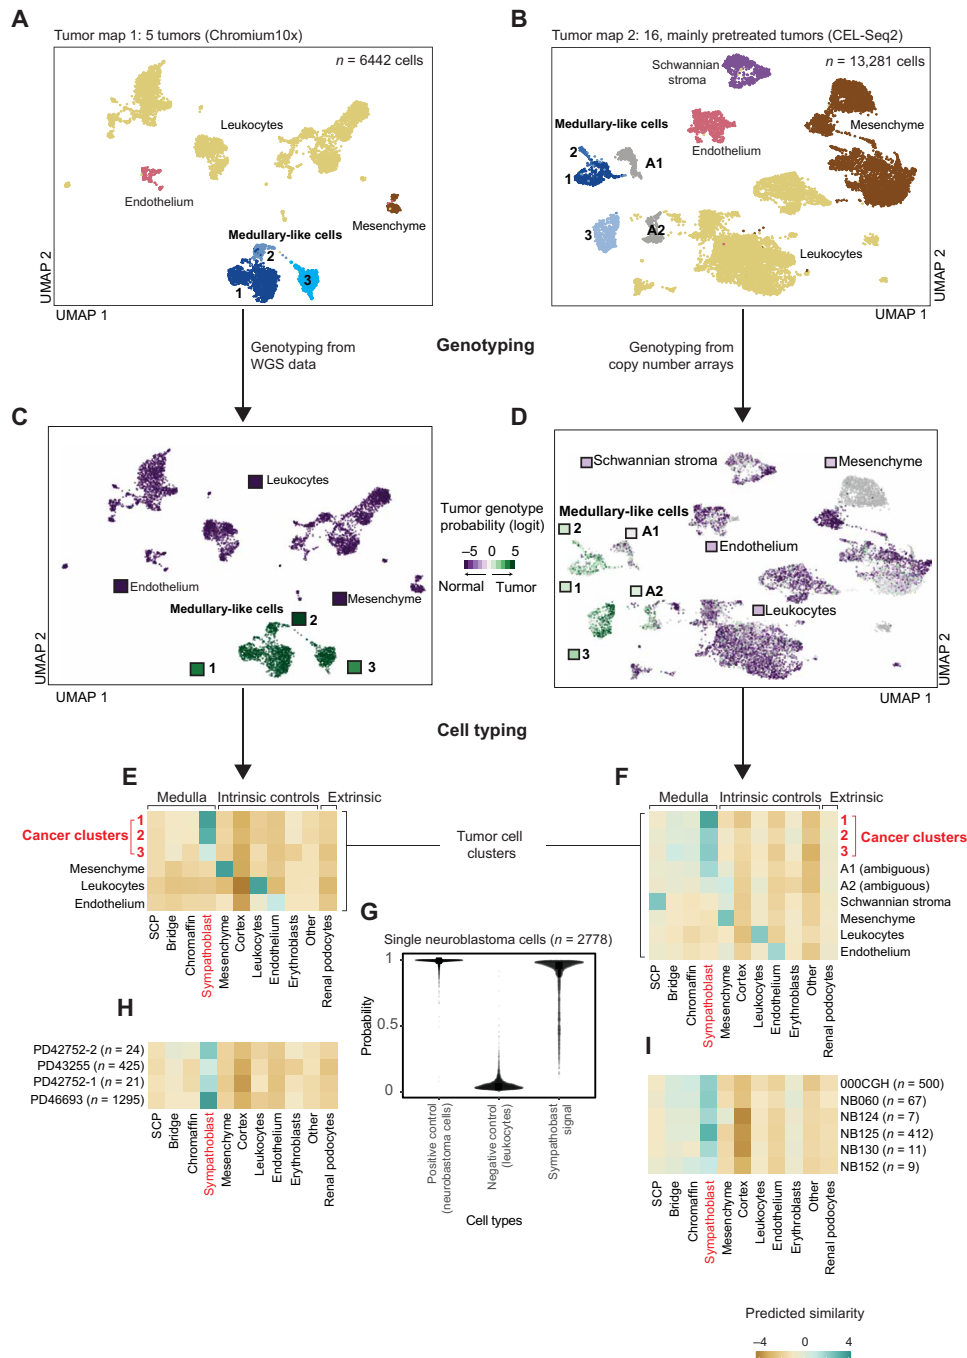 A
Tumor map 1: 5 tumors (Chromium10x)
n = 6442 cells
Leukocytes
Endothelium
Mesenchyme
Medullary-like cells
2
3
1
UMAP 2
UMAP 1
B
Tumor map 2: 16, mainly pretreated tumors (CEL-Seq2)
Schwannian
stroma
n = 13,281 cells
Medullary-like cells
Mesenchyme
Endothelium
2
A1
1
3
A2
Leukocytes
UMAP 2
UMAP 1
Genotyping from
WGS data
Genotyping
Genotyping from
copy number arrays
C
Leukocytes
Endothelium
Mesenchyme
Medullary-like cells
2
1
3
UMAP 2
UMAP 1
Tumor genotype
probability (logit)
−5 0 5
Normal Tumor
D
Schwannian stroma
Mesenchyme
Medullary-like cells
2
A1
Endothelium
1
A2
Leukocytes
3
UMAP 2
UMAP 1
Cell typing
E
Medulla Intrinsic controls Extrinsic
1
Cancer clusters 2
3
Mesenchyme
Leukocytes
Endothelium
SCP
Bridge
Chromaffin
Sympathoblast
Mesenchyme
Cortex
Leukocytes
Endothelium
Erythroblasts
Other
Renal podocytes
Tumor cell
clusters
F
Medulla Intrinsic controls Extrinsic
1
2 Cancer clusters
3
A1 (ambiguous)
A2 (ambiguous)
Schwannian stroma
Mesenchyme
Leukocytes
Endothelium
SCP
Bridge
Chromaffin
Sympathoblast
Mesenchyme
Cortex
Leukocytes
Endothelium
Erythroblasts
Other
Renal podocytes
G
Single neuroblastoma cells (n = 2778)
Probability
1
0.5
0
Positive control
(neurobastoma cells)
Negative control
(leukocytes)
Sympathobast
signal
Cell types
H
PD42752-2 (n = 24)
PD43255 (n = 425)
PD42752-1 (n = 21)
PD46693 (n = 1295)
SCP
Bridge
Chromaffin
Sympathoblast
Mesenchyme
Cortex
Leukocytes
Endothelium
Erythroblasts
Other
Renal podocytes
I
000CGH (n = 500)
NB060 (n = 67)
NB124 (n = 7)
NB125 (n = 412)
NB130 (n = 11)
NB152 (n = 9)
SCP
Bridge
Chromaffin
Sympathoblast
Mesenchyme
Cortex
Leukocytes
Endothelium
Erythroblasts
Other
Renal podocytes
Predicted similarity
−4 0 4